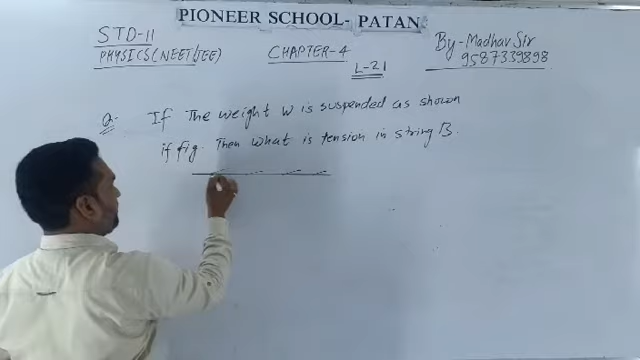 PIONEER SCHOOL- PATAN
STD-11
PHYSICS(NEET/JEE)
CHAPTER-4
L-21
By-Madhav Sir
9587339898
Q:- If The weight W is suspended as shown
if fig. Then what is tension in string B.